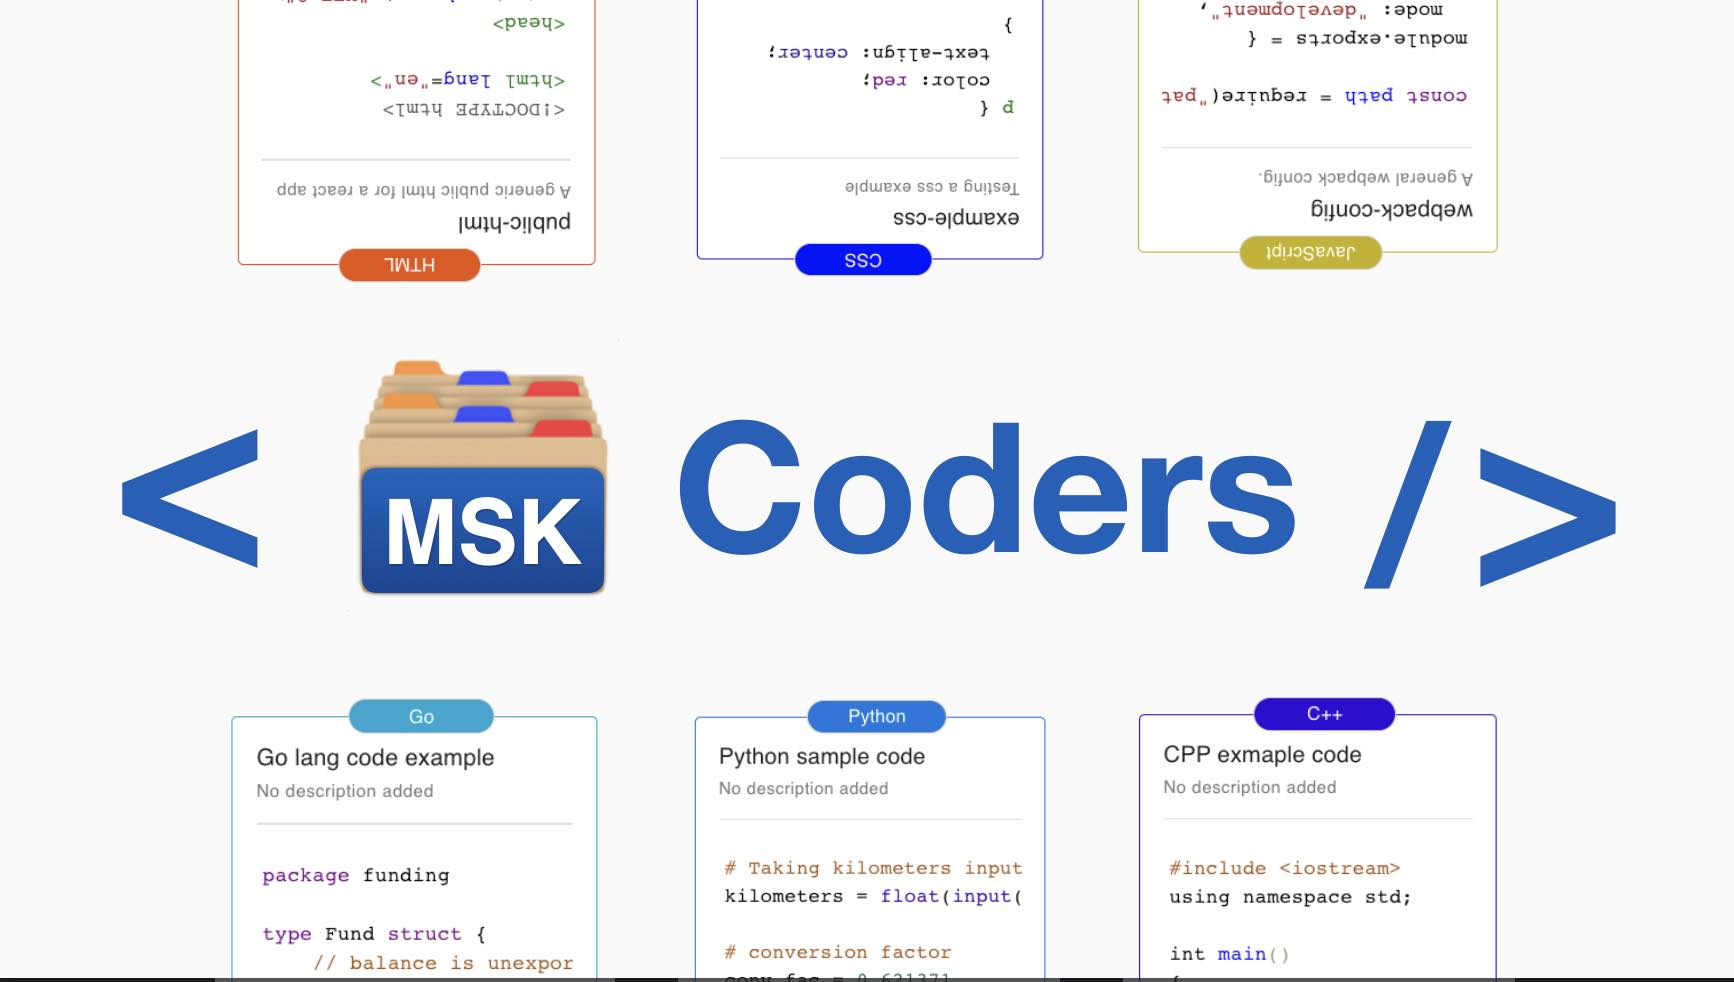 HTML
public-html
A generic public html for a react app
<!DOCTYPE html>
<html lang="en">
<head>
CSS
example-css
Testing a css example
p {
color: red;
text-align: center;
}
JavaScript
webpack-config
A general webpack config.
const path = require("pat
module.exports = {
mode: "development",
< MSK Coders />
Go
Go lang code example
No description added
package funding
type Fund struct {
// balance is unexpor
Python
Python sample code
No description added
# Taking kilometers input
kilometers = float(input(
# conversion factor
conv_fac = 0.621371
C++
CPP exmaple code
No description added
#include <iostream>
using namespace std;
int main()
{